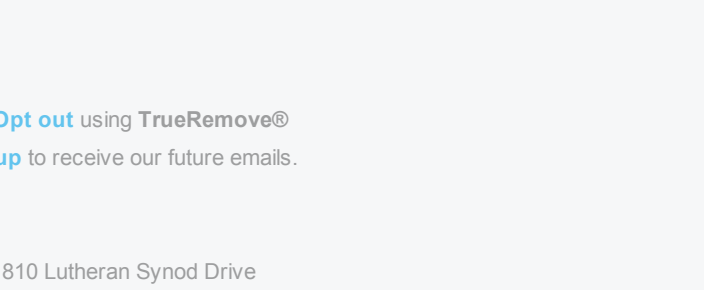 Opt out using TrueRemove®
up to receive our future emails.
810 Lutheran Synod Drive